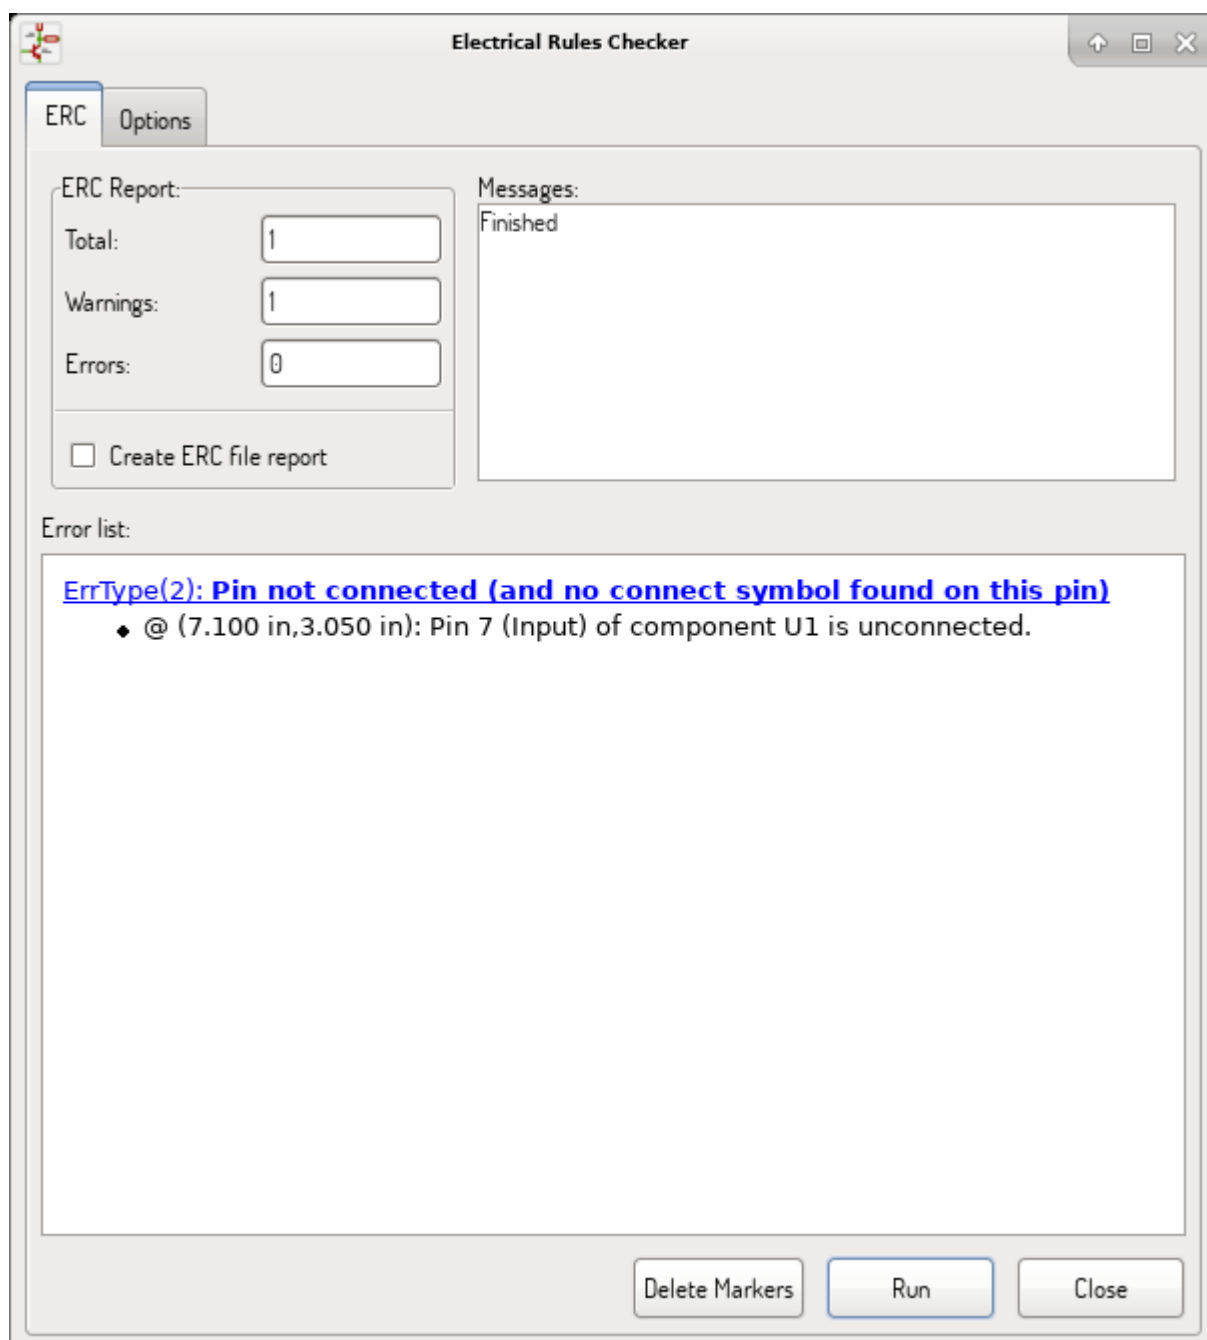 Electrical Rules Checker
ERC
Options
ERC Report:
Total:
1
Warnings:
1
Errors:
0
Create ERC file report
Messages:
Finished
Error list:
ErrType(2): Pin not connected (and no connect symbol found on this pin)
@ (7.100 in,3.050 in): Pin 7 (Input) of component U1 is unconnected.
Delete Markers
Run
Close